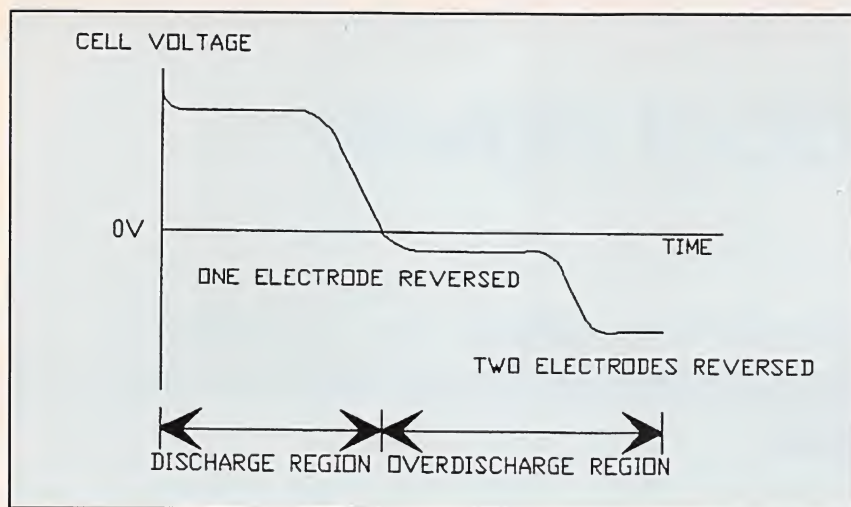 CELL VOLTAGE
0V
TIME
ONE ELECTRODE REVERSED
TWO ELECTRODES REVERSED
DISCHARGE REGION OVERDISCHARGE REGION